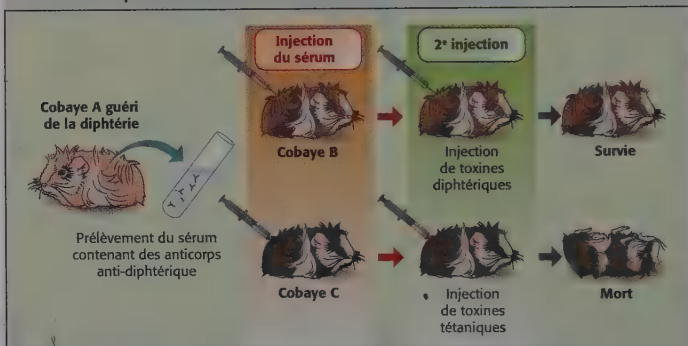 Injection
du sérum
2e injection
Cobaye A guéri
de la diphtérie
Cobaye B
Injection
de toxines
diphtériques
Survie
Prélèvement du sérum
contenant des anticorps
anti-diphtérique
Cobaye C
Injection
de toxines
tétaniques
Mort